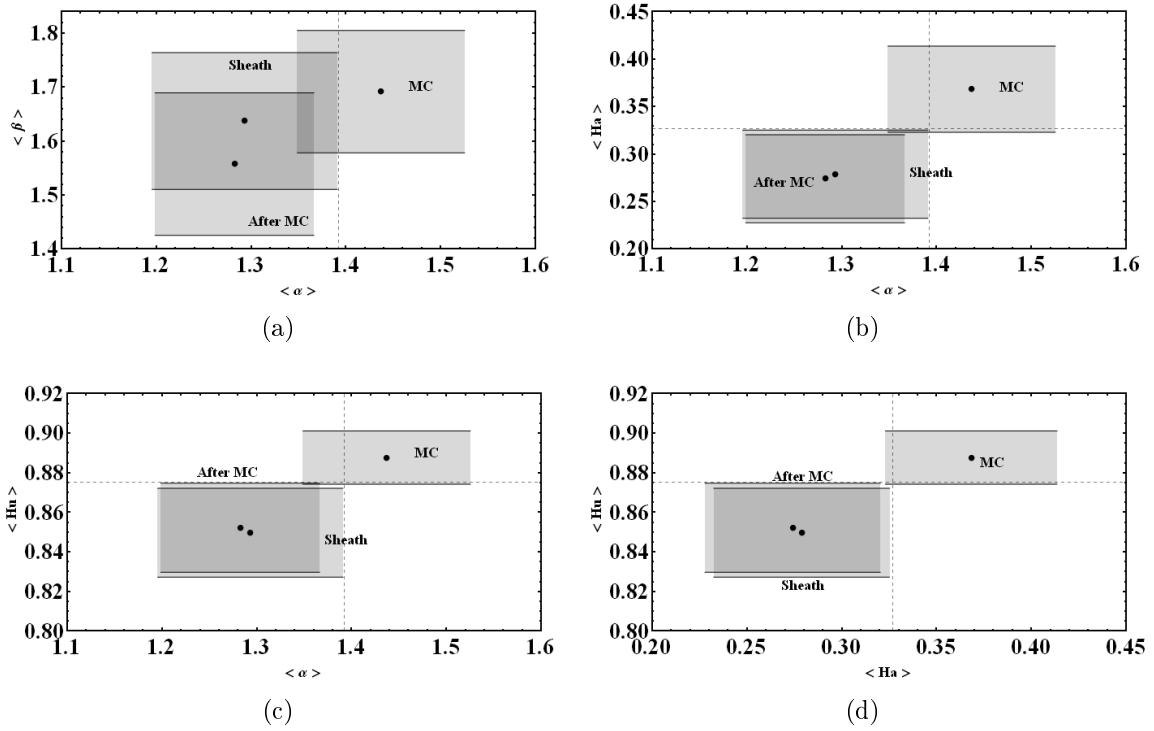 1.8
1.7
1.6
1.5
1.4
< β >
Sheath
MC
After MC
1.1 1.2 1.3 1.4 1.5 1.6
< α >
(a)
0.45
0.40
0.35
0.30
0.25
0.20
< Ha >
MC
After MC
Sheath
1.1 1.2 1.3 1.4 1.5 1.6
< α >
(b)
0.92
0.90
0.88
0.86
0.84
0.82
0.80
< Hu >
MC
After MC
Sheath
1.1 1.2 1.3 1.4 1.5 1.6
< α >
(c)
0.92
0.90
0.88
0.86
0.84
0.82
0.80
< Hu >
MC
After MC
Sheath
0.20 0.25 0.30 0.35 0.40 0.45
< Ha >
(d)